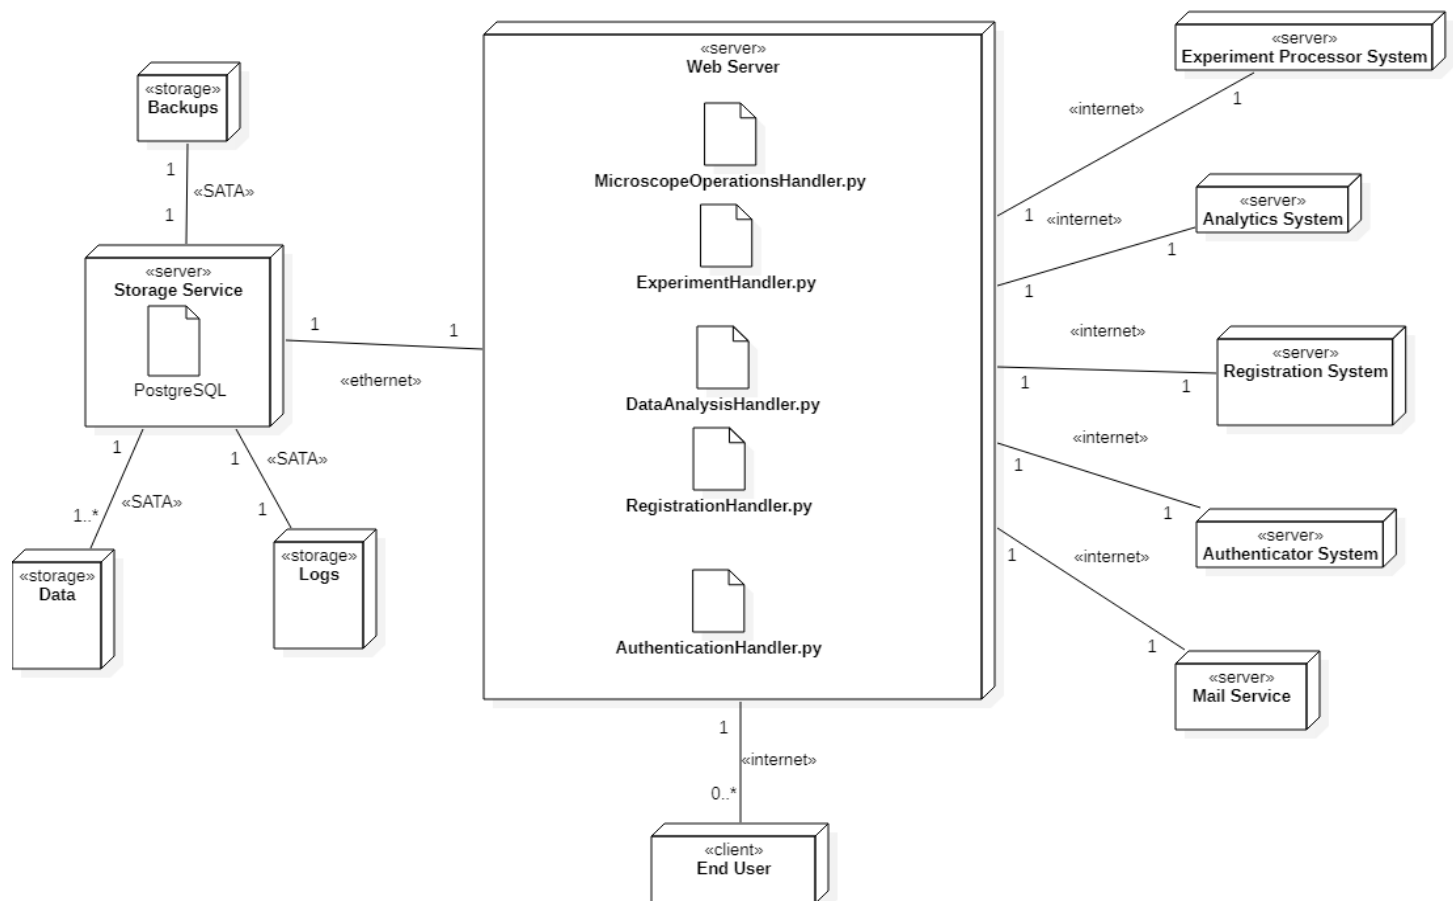 «server»
Web Server
MicroscopeOperationsHandler.py
ExperimentHandler.py
DataAnalysisHandler.py
RegistrationHandler.py
AuthenticationHandler.py
«storage»
Backups
1
«SATA»
1
«server»
Storage Service
PostgreSQL
1
1
«ethernet»
1
«SATA»
1..*
1
«SATA»
1
«storage»
Data
«storage»
Logs
«server»
Experiment Processor System
«internet»
1
1
«server»
Analytics System
«internet»
1
1
«server»
Registration System
«internet»
1
1
«internet»
1
1
«server»
Authenticator System
«internet»
1
1
«server»
Mail Service
1
«internet»
0..*
«client»
End User